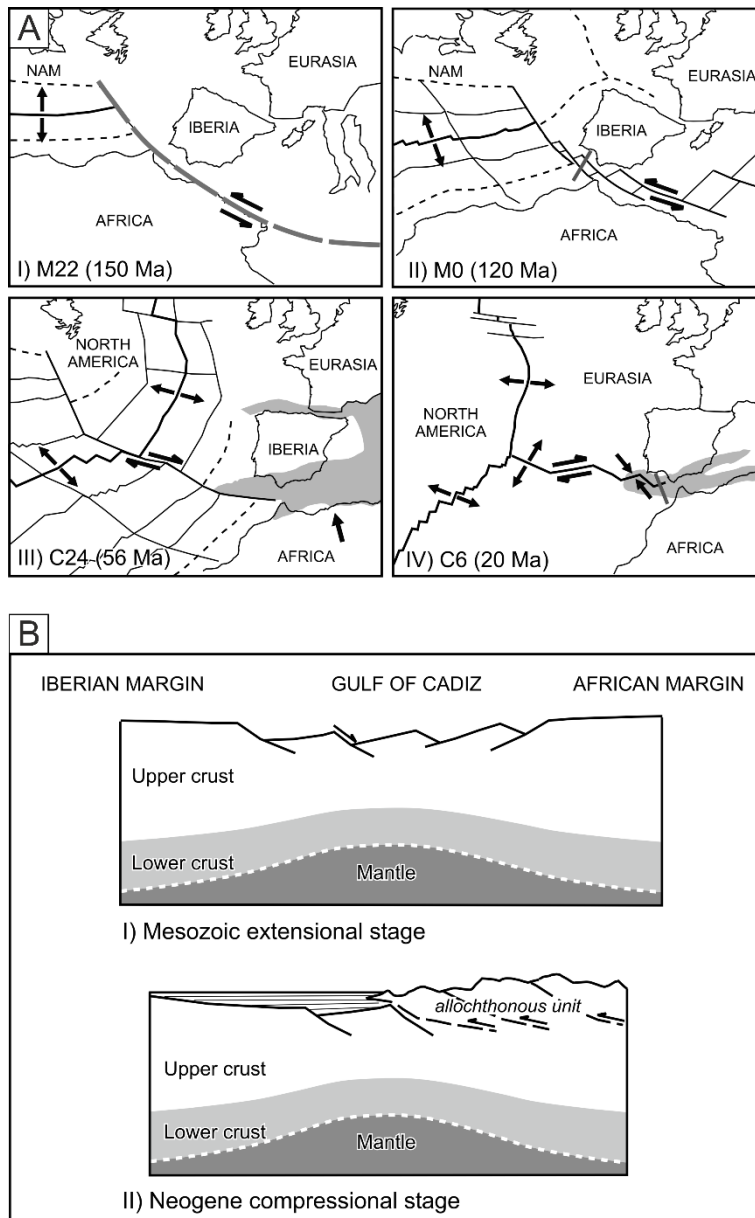 A
NAM
EURASIA
IBERIA
AFRICA
I) M22 (150 Ma)
NAM
EURASIA
IBERIA
AFRICA
II) M0 (120 Ma)
NORTH
AMERICA
EURASIA
IBERIA
AFRICA
III) C24 (56 Ma)
EURASIA
NORTH
AMERICA
AFRICA
IV) C6 (20 Ma)
B
IBERIAN MARGIN GULF OF CADIZ AFRICAN MARGIN
Upper crust
Lower crust
Mantle
I) Mesozoic extensional stage
allochthonous unit
Upper crust
Lower crust
Mantle
II) Neogene compressional stage